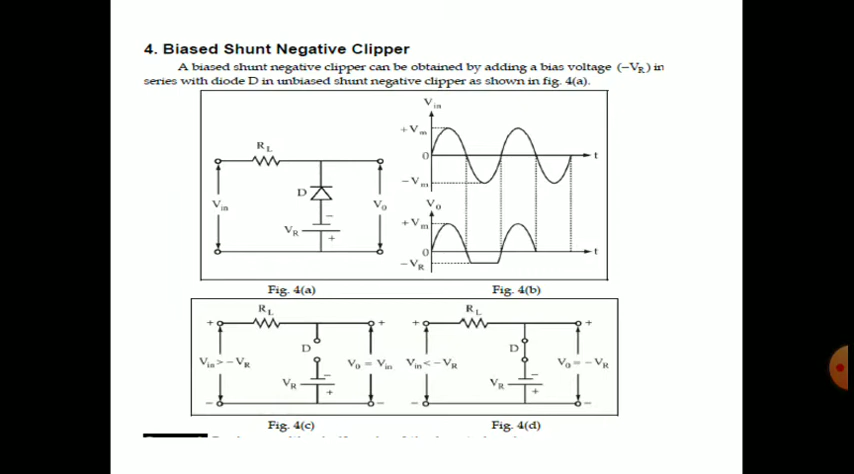 4. Biased Shunt Negative Clipper
A biased shunt negative clipper can be obtained by adding a bias voltage (–VR) in
series with diode D in unbiased shunt negative clipper as shown in fig. 4(a).
Vin
+Vm
0
t
–Vm
RL
D
Vin
VR
–
+
Vo
V0
+Vm
0
t
–VR
Fig. 4(a)
Fig. 4(b)
RL
+
+
D
Vin > – VR
Vo = Vin
VR
–
+
–
–
RL
+
+
D
Vin < – VR
Vo = – VR
VR
–
+
–
–
Fig. 4(c)
Fig. 4(d)